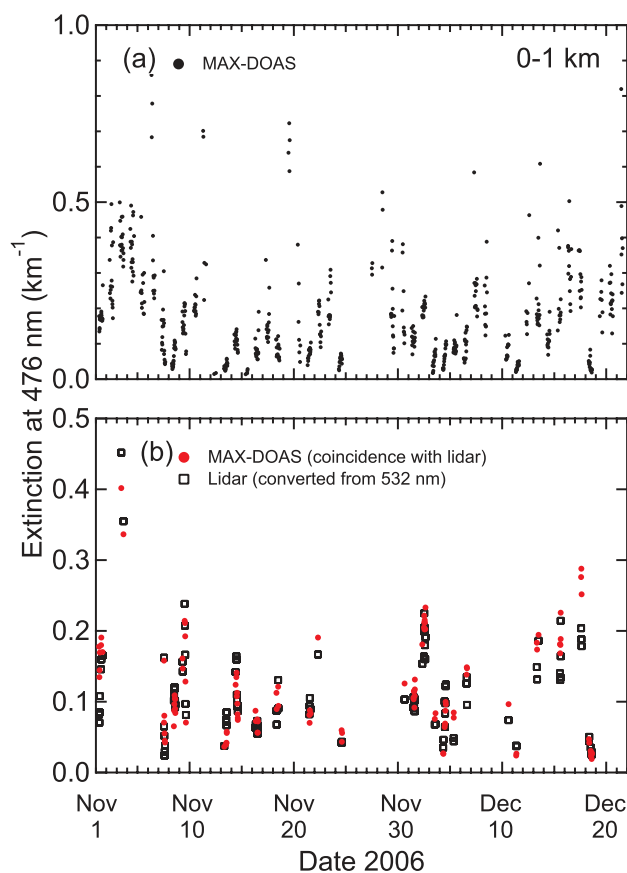 1.0
(a)
MAX-DOAS
0-1 km
0.5
0.0
Extinction at 476 nm (km⁻¹)
0.5
(b)
MAX-DOAS (coincidence with lidar)
Lidar (converted from 532 nm)
0.4
0.3
0.2
0.1
0.0
Nov Nov Nov Nov Dec Dec
1 10 20 30 10 20
Date 2006